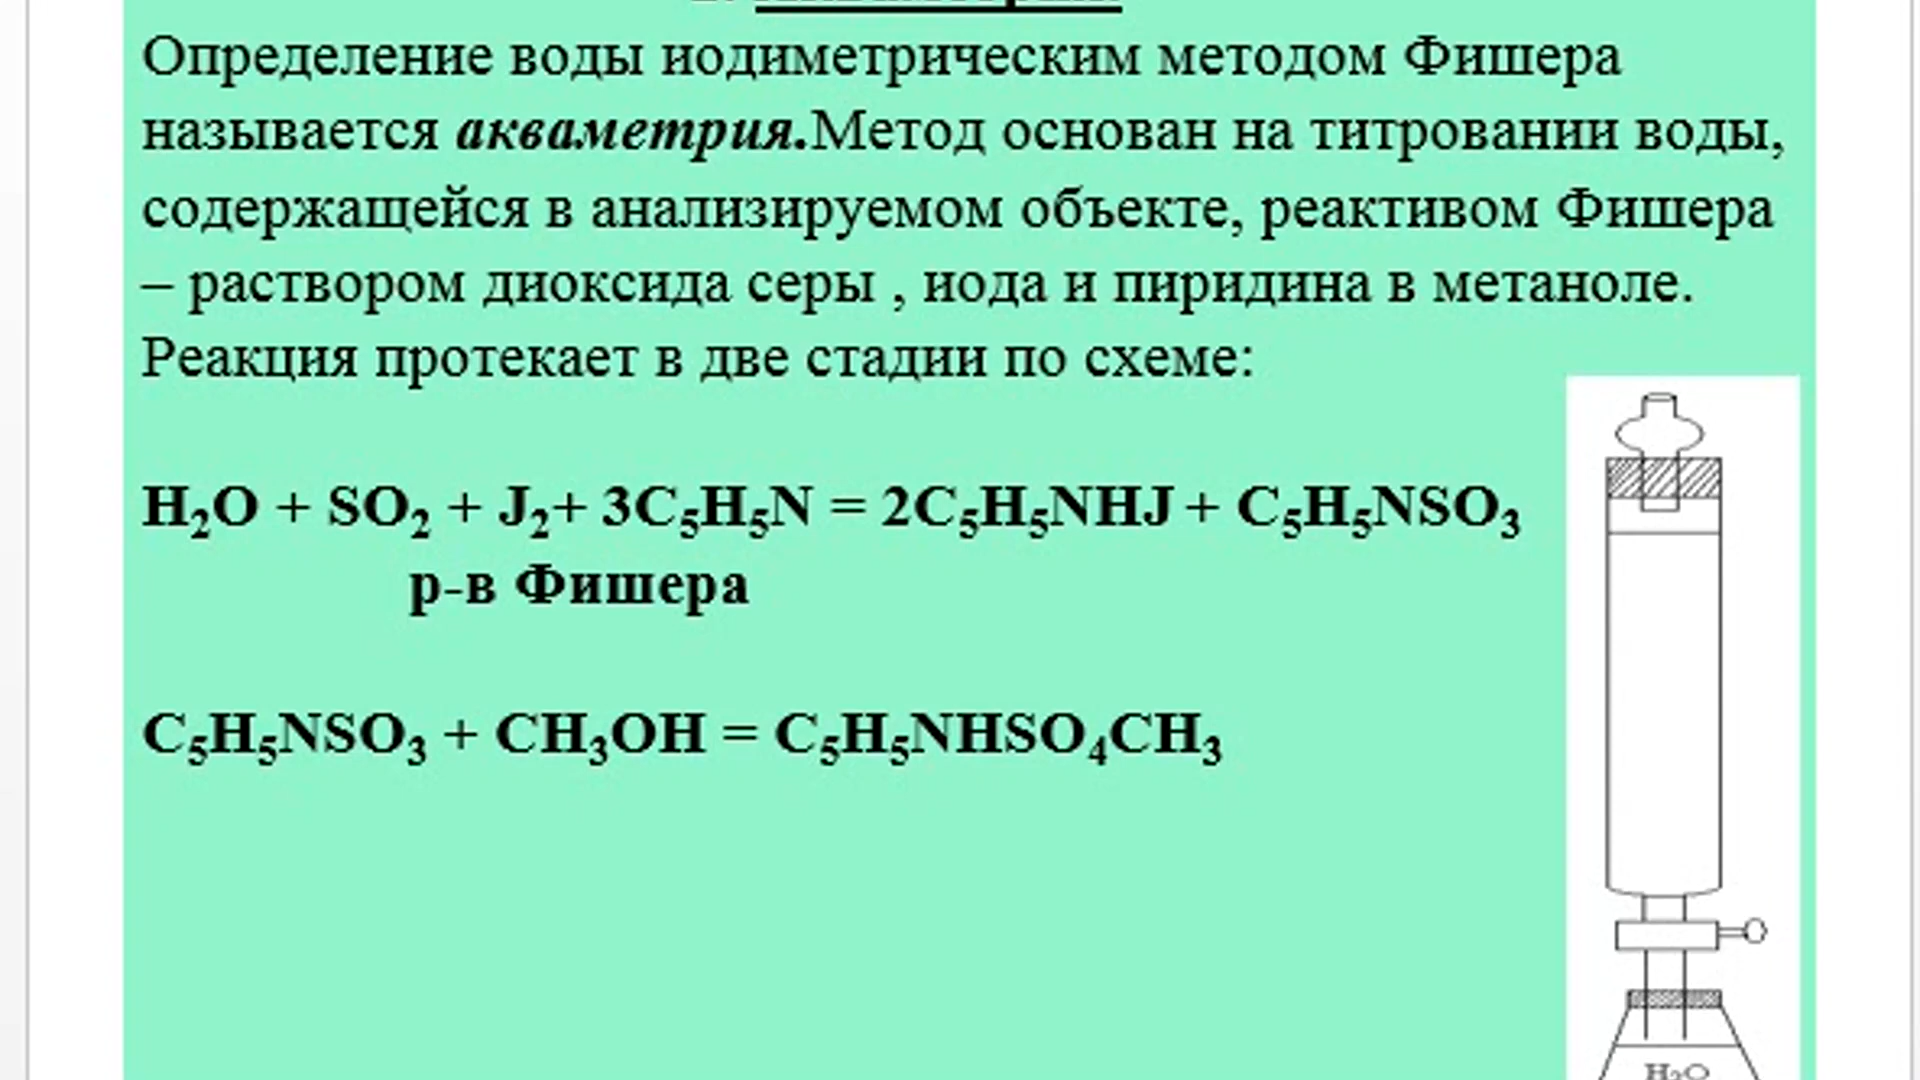 Определение воды иодиметрическим методом Фишера
называется акваметрия.Метод основан на титровании воды,
содержащейся в анализируемом объекте, реактивом Фишера
– раствором диоксида серы , иода и пиридина в метаноле.
Реакция протекает в две стадии по схеме:
H₂O + SO₂ + J₂+ 3C₅H₅N = 2C₅H₅NHJ + C₅H₅NSO₃
р-в Фишера
C₅H₅NSO₃ + CH₃OH = C₅H₅NHSO₄CH₃
H₂O